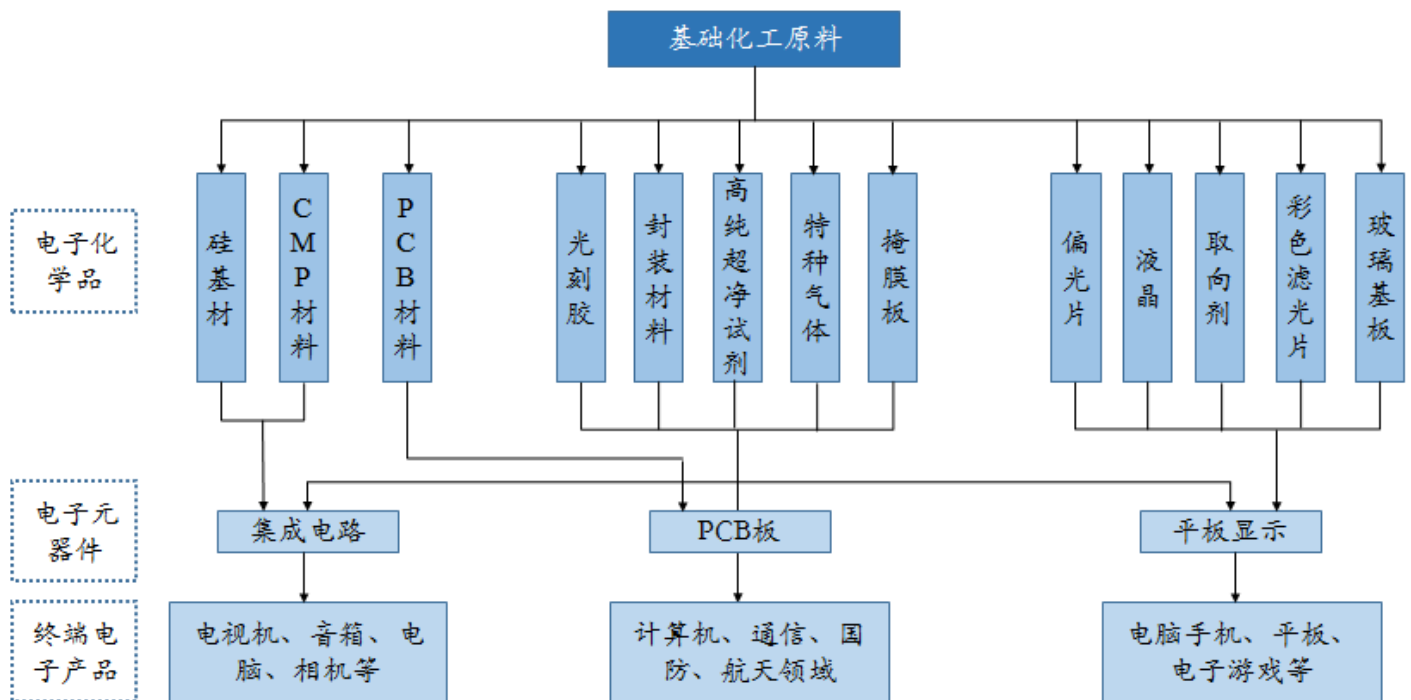 基础化工原料
电子化
学品
硅基材
CMP材料
PCB材料
光刻胶
封装材料
高纯超净试剂
特种气体
掩膜板
偏光片
液晶
取向剂
彩色滤光片
玻璃基板
电子元
器件
集成电路
PCB板
平板显示
终端电
子产品
电视机、音箱、电
脑、相机等
计算机、通信、国
防、航天领域
电脑手机、平板、
电子游戏等